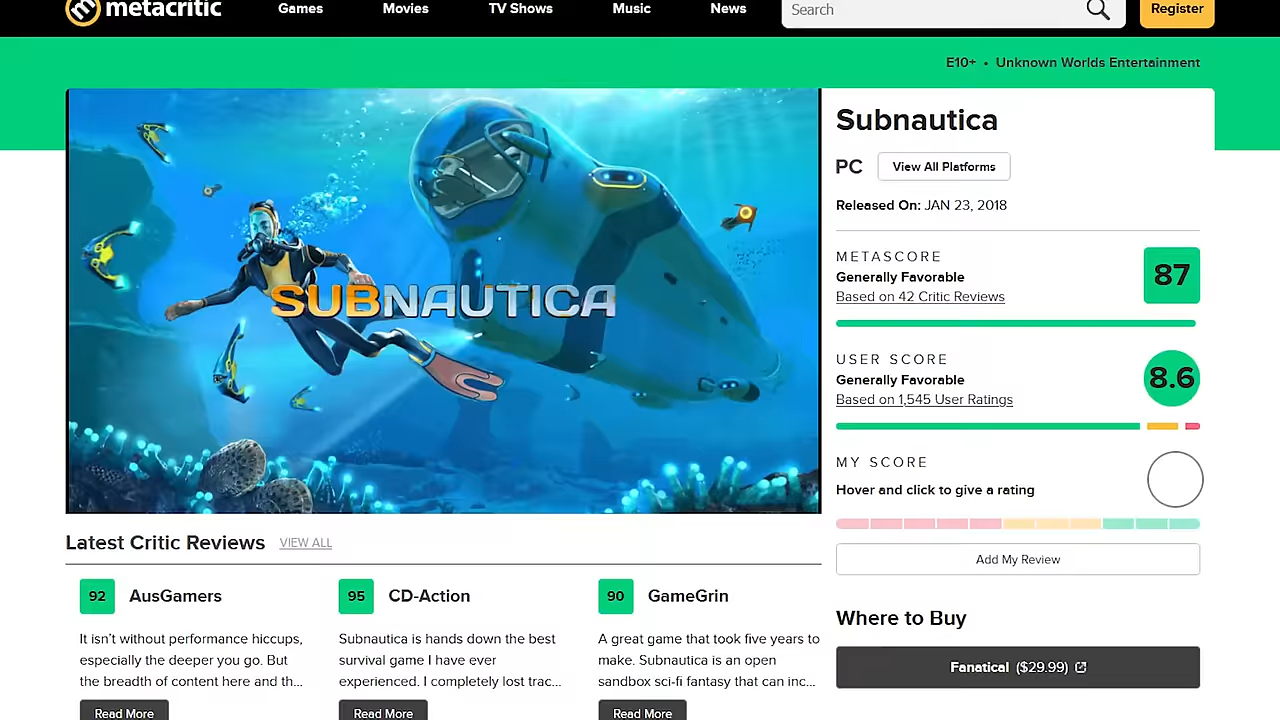 metacritic
Games
Movies
TV Shows
Music
News
Search
Register
E10+ • Unknown Worlds Entertainment
SUBNAUTICA
Subnautica
PC
View All Platforms
Released On: JAN 23, 2018
METASCORE
Generally Favorable
Based on 42 Critic Reviews
87
USER SCORE
Generally Favorable
Based on 1,545 User Ratings
8.6
MY SCORE
Hover and click to give a rating
Add My Review
Where to Buy
Fanatical ($29.99)
Latest Critic Reviews
VIEW ALL
92
AusGamers
It isn't without performance hiccups,
especially the deeper you go. But
the breadth of content here and th...
Read More
95
CD-Action
Subnautica is hands down the best
survival game I have ever
experienced. I completely lost trac...
Read More
90
GameGrin
A great game that took five years to
make. Subnautica is an open
sandbox sci-fi fantasy that can inc...
Read More